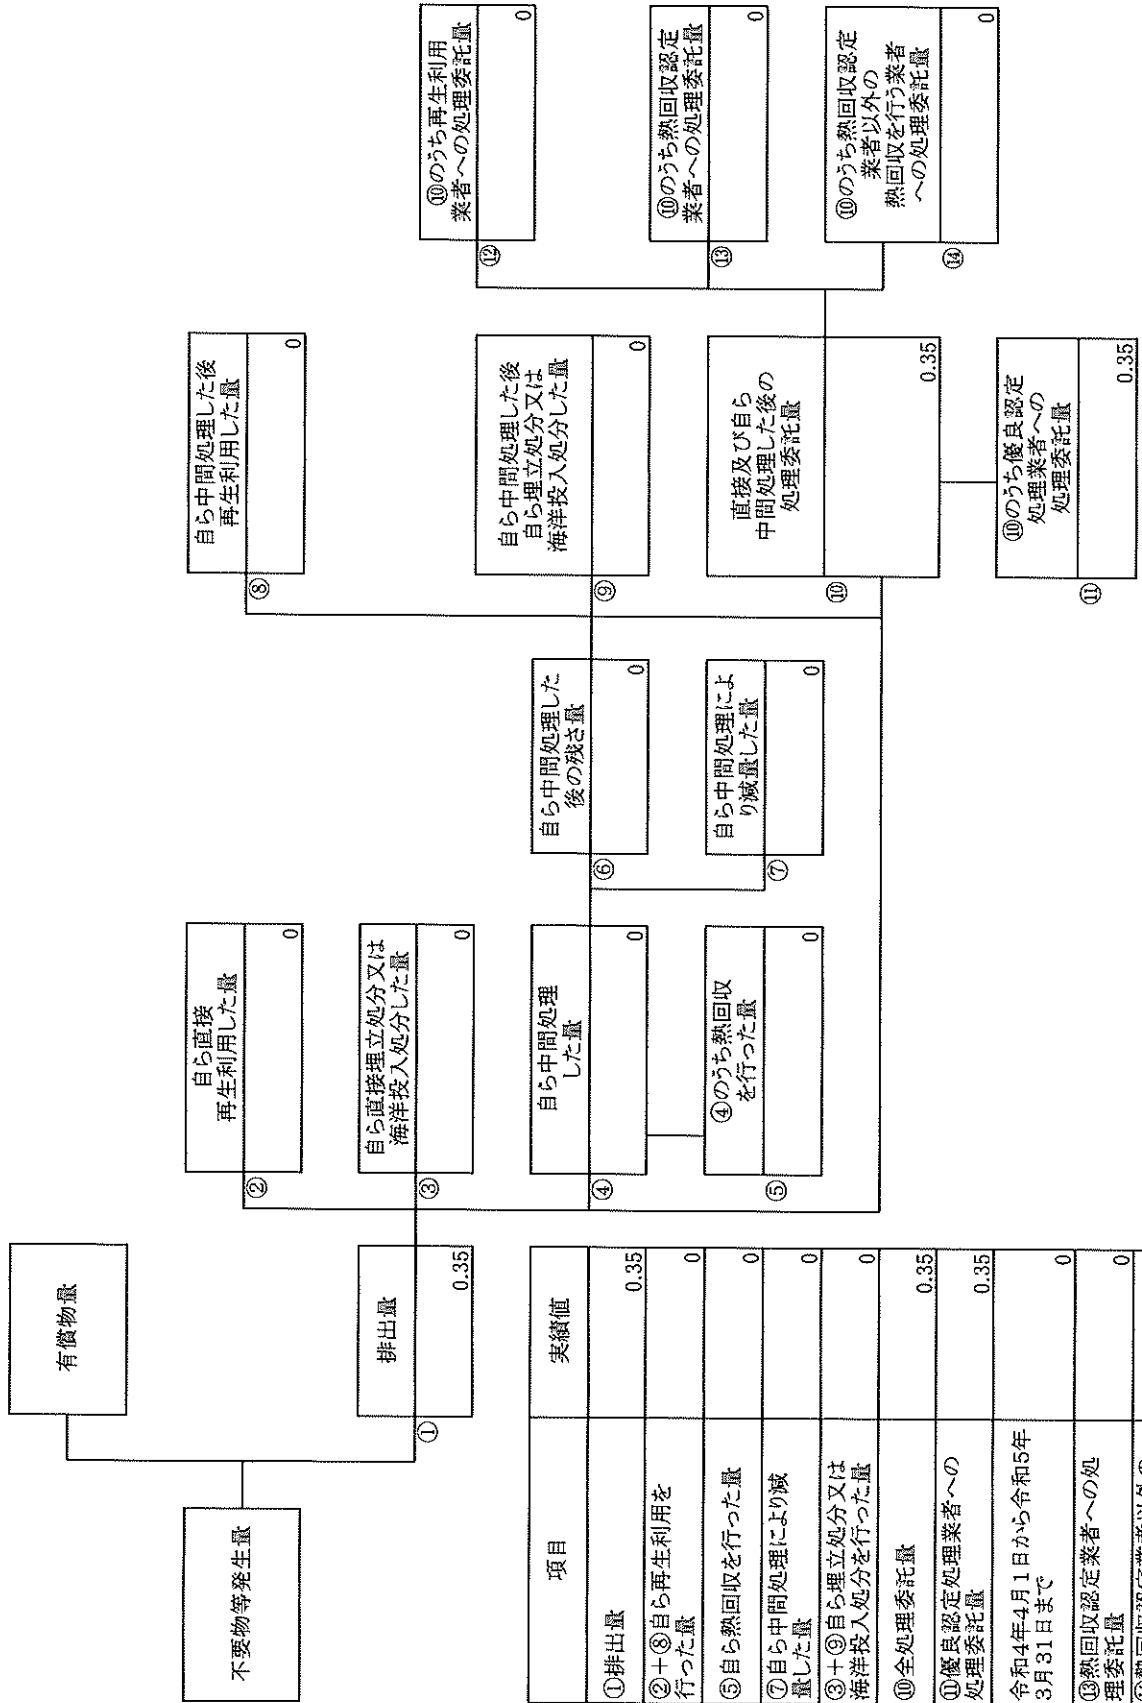 有償物量
不要物等発生量
排出量
①
0.35
自ら直接
再生利用した量
②
0
自ら直接埋立処分又は
海洋投入処分した量
③
0
自ら中間処理
した量
④
0
④のうち熱回収
を行った量
⑤
0
自ら中間処理した
後の残さ量
⑥
0
自ら中間処理によ
り減量した量
⑦
0
自ら中間処理した後
再生利用した量
⑧
0
自ら中間処理した後
自ら埋立処分又は
海洋投入処分した量
⑨
0
直接及び自ら
中間処理した後の
処理委託量
⑩
0.35
⑩のうち優良認定
処理業者への
処理委託量
⑪
0.35
⑩のうち再生利用
業者への処理委託量
⑫
0
⑩のうち熱回収認定
業者への処理委託量
⑬
0
⑩のうち熱回収認定
業者以外の
熱回収を行う業者
への処理委託量
⑭
0
項目
実績値
①排出量
0.35
②+⑧自ら再生利用を
行った量
0
⑤自ら熱回収を行った量
0
⑦自ら中間処理により減
量した量
0
③+⑨自ら埋立処分又は
海洋投入処分を行った量
0
⑩全処理委託量
0.35
⑪優良認定処理業者への
処理委託量
0.35
令和4年4月1日から令和5年
3月31日まで
0
⑬熱回収認定業者への処
理委託量
0